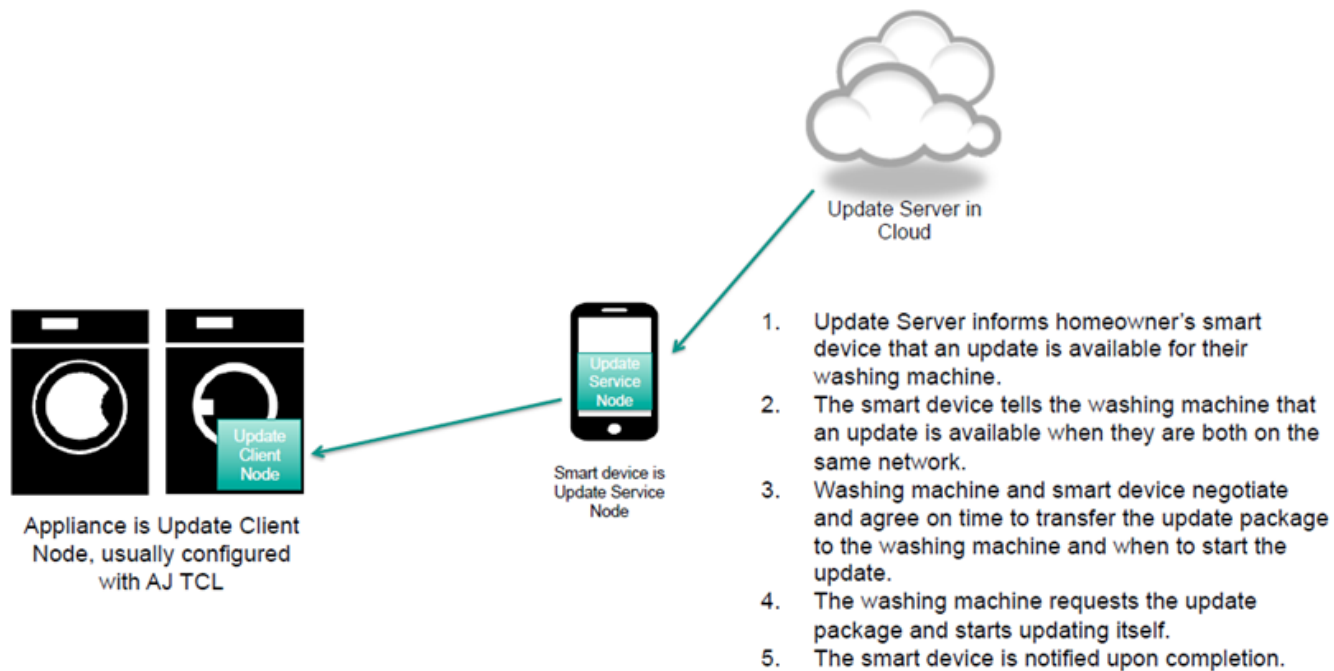 Update Server in
Cloud
Update
Service
Node
Update
Client
Node
Smart device is
Update Service
Node
Appliance is Update Client
Node, usually configured
with AJ TCL
1. Update Server informs homeowner's smart
device that an update is available for their
washing machine.
2. The smart device tells the washing machine that
an update is available when they are both on the
same network.
3. Washing machine and smart device negotiate
and agree on time to transfer the update package
to the washing machine and when to start the
update.
4. The washing machine requests the update
package and starts updating itself.
5. The smart device is notified upon completion.